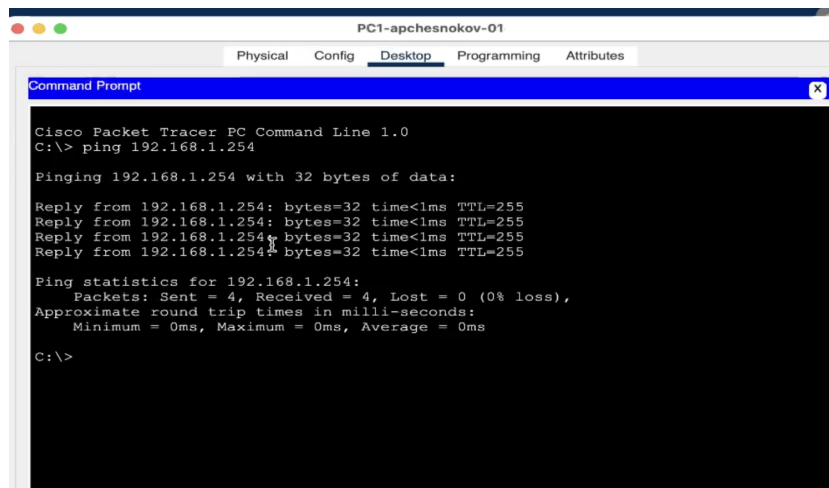 PC1-apchesnokov-01
Physical Config Desktop Programming Attributes
Command Prompt
X
Cisco Packet Tracer PC Command Line 1.0
C:\> ping 192.168.1.254
Pinging 192.168.1.254 with 32 bytes of data:
Reply from 192.168.1.254: bytes=32 time<1ms TTL=255
Reply from 192.168.1.254: bytes=32 time<1ms TTL=255
Reply from 192.168.1.254: bytes=32 time<1ms TTL=255
Reply from 192.168.1.254: bytes=32 time<1ms TTL=255
Ping statistics for 192.168.1.254:
Packets: Sent = 4, Received = 4, Lost = 0 (0% loss),
Approximate round trip times in milli-seconds:
Minimum = 0ms, Maximum = 0ms, Average = 0ms
C:\>